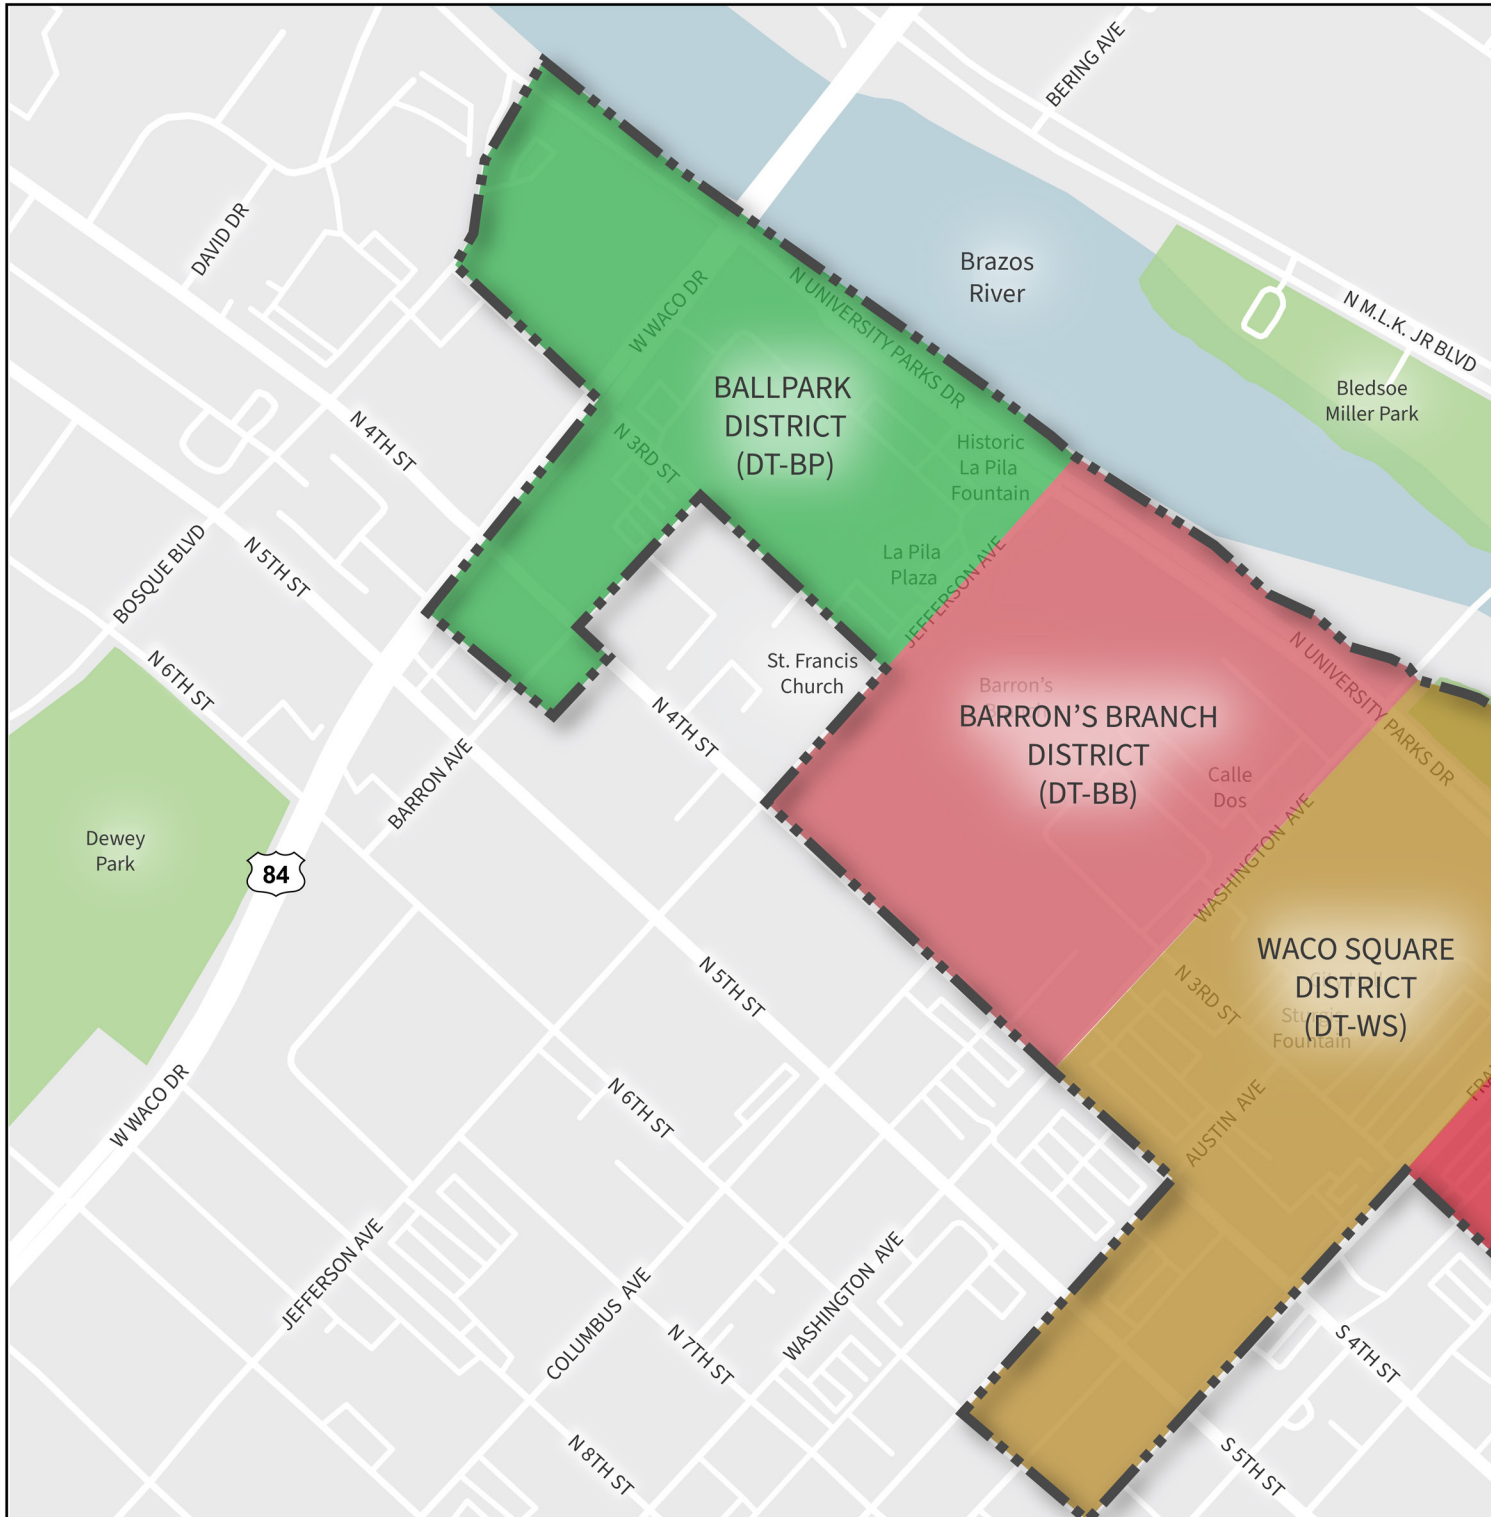 BERING AVE
DAVID DR
Brazos
River
N M.L.K. JR BLVD
W WACO DR
N UNIVERSITY PARKS DR
Bledsoe
Miller Park
BALLPARK
DISTRICT
(DT-BP)
N 4TH ST
N 3RD ST
Historic
La Pila
Fountain
La Pila
Plaza
JEFFERSON AVE
BOSQUE BLVD
N 5TH ST
N 6TH ST
St. Francis
Church
N 4TH ST
N UNIVERSITY PARKS DR
Barron's
BARRON'S BRANCH
DISTRICT
(DT-BB)
Calle
Dos
BARRON AVE
Dewey
Park
84
WASHINGTON AVE
WACO SQUARE
DISTRICT
(DT-WS)
City Hall
Sturgis
Fountain
N 3RD ST
N 5TH ST
FRA
W WACO DR
N 6TH ST
AUSTIN AVE
JEFFERSON AVE
COLUMBUS AVE
WASHINGTON AVE
N 7TH ST
S 4TH ST
N 8TH ST
S 5TH ST